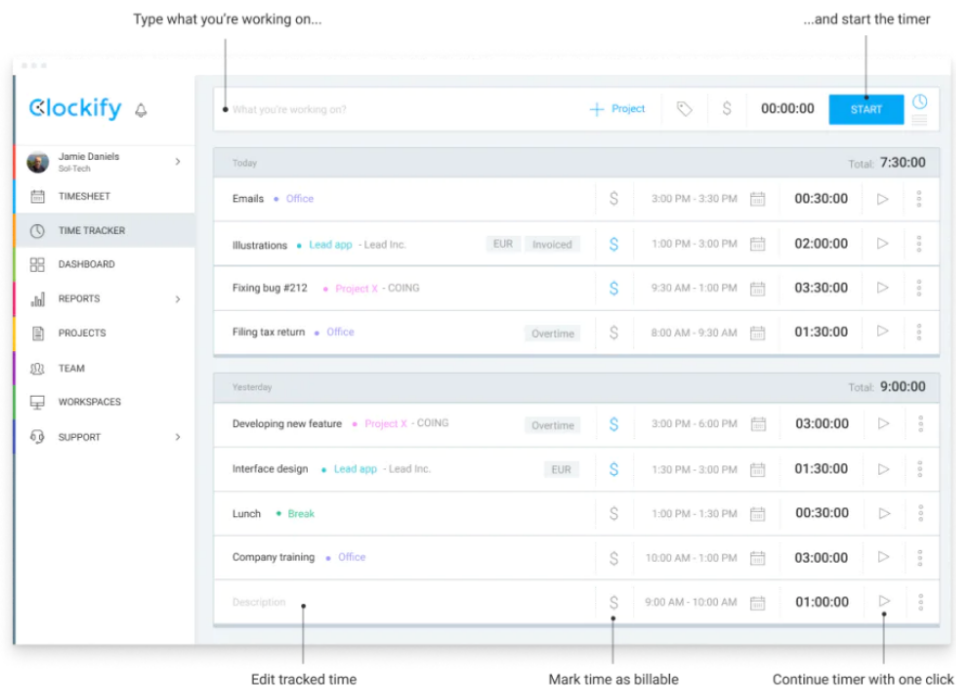 Type what you're working on...
...and start the timer
Clockify
What you're working on?
Project
$
00:00:00
START
Jamie Daniels
Sol-Tech
TIMESHEET
TIME TRACKER
DASHBOARD
REPORTS
PROJECTS
TEAM
WORKSPACES
SUPPORT
Today Total: 7:30:00
Emails • Office $ 3:00 PM - 3:30 PM 00:30:00
Illustrations • Lead app - Lead Inc. EUR Invoiced $ 1:00 PM - 3:00 PM 02:00:00
Fixing bug #212 • Project X - COING $ 9:30 AM - 1:00 PM 03:30:00
Filing tax return • Office Overtime $ 8:00 AM - 9:30 AM 01:30:00
Yesterday Total: 9:00:00
Developing new feature • Project X - COING Overtime $ 3:00 PM - 6:00 PM 03:00:00
Interface design • Lead app - Lead Inc. EUR $ 1:30 PM - 3:00 PM 01:30:00
Lunch • Break $ 1:00 PM - 1:30 PM 00:30:00
Company training • Office $ 10:00 AM - 1:00 PM 03:00:00
Description $ 9:00 AM - 10:00 AM 01:00:00
Edit tracked time
Mark time as billable
Continue timer with one click